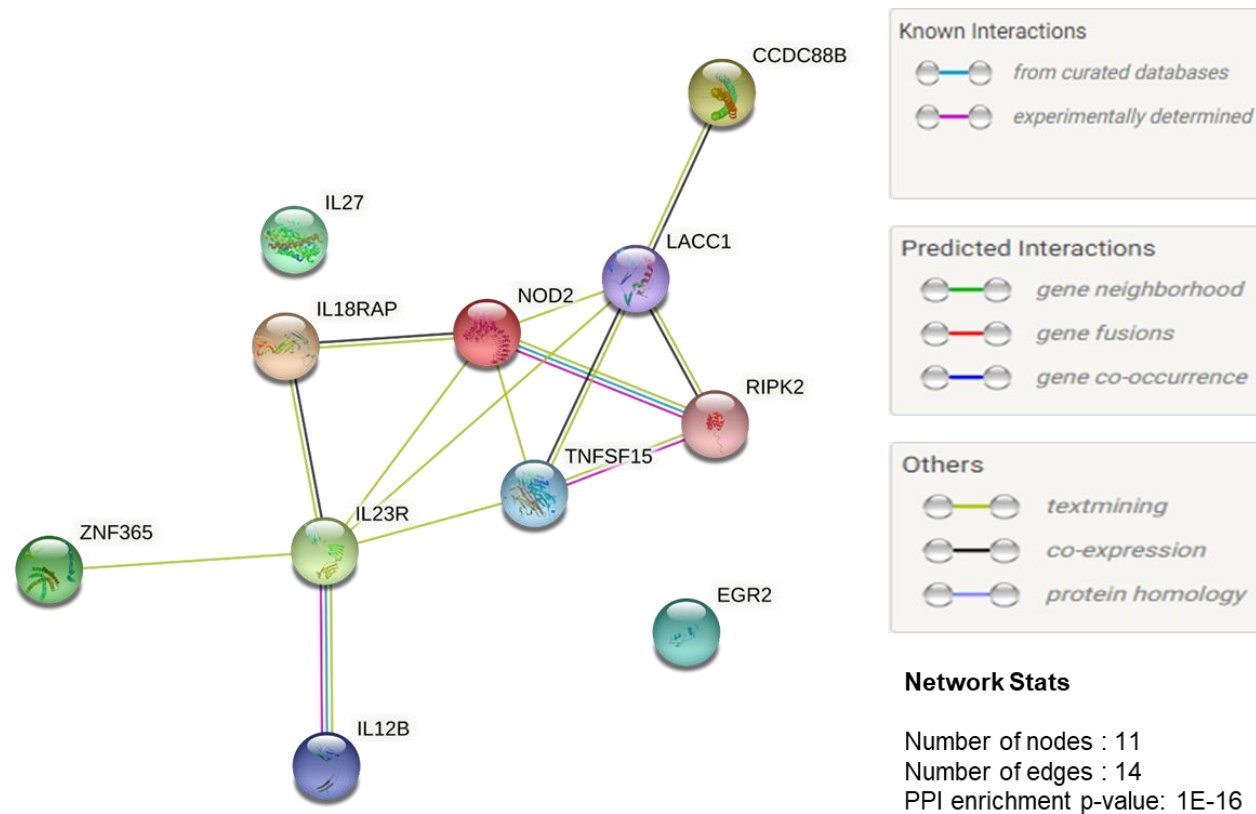 CCDC88B
IL27
LACC1
IL18RAP
NOD2
RIPK2
TNFSF15
IL23R
ZNF365
EGR2
IL12B
Known Interactions
from curated databases
experimentally determined
Predicted Interactions
gene neighborhood
gene fusions
gene co-occurrence
Others
textmining
co-expression
protein homology
Network Stats
Number of nodes : 11
Number of edges : 14
PPI enrichment p-value: 1E-16